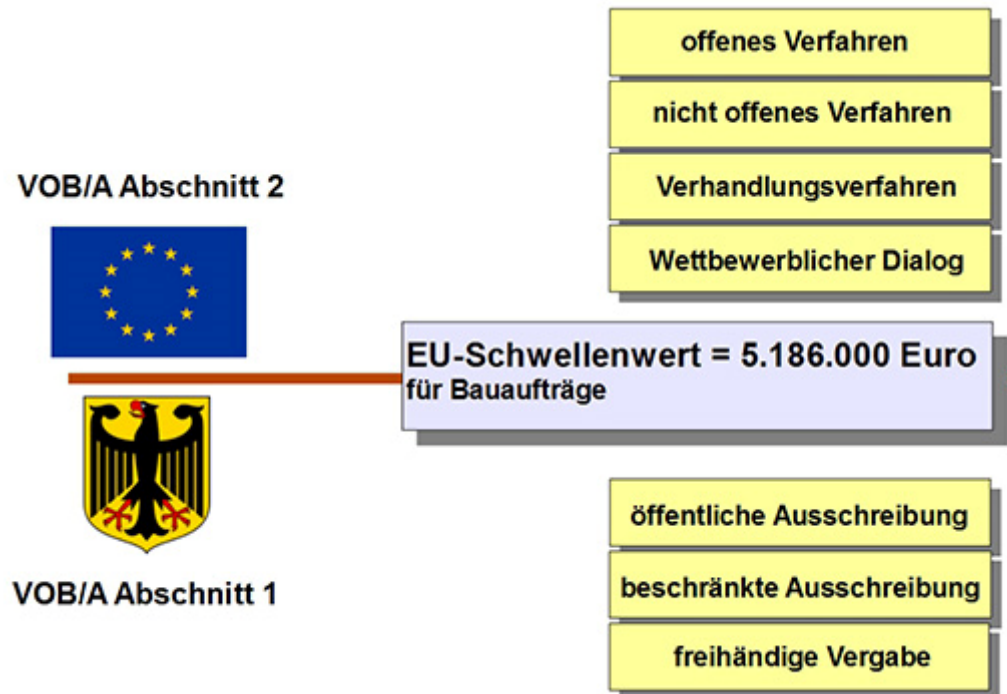 offenes Verfahren
nicht offenes Verfahren
VOB/A Abschnitt 2
Verhandlungsverfahren
Wettbewerblicher Dialog
EU-Schwellenwert = 5.186.000 Euro
für Bauaufträge
öffentliche Ausschreibung
VOB/A Abschnitt 1
beschränkte Ausschreibung
freihändige Vergabe